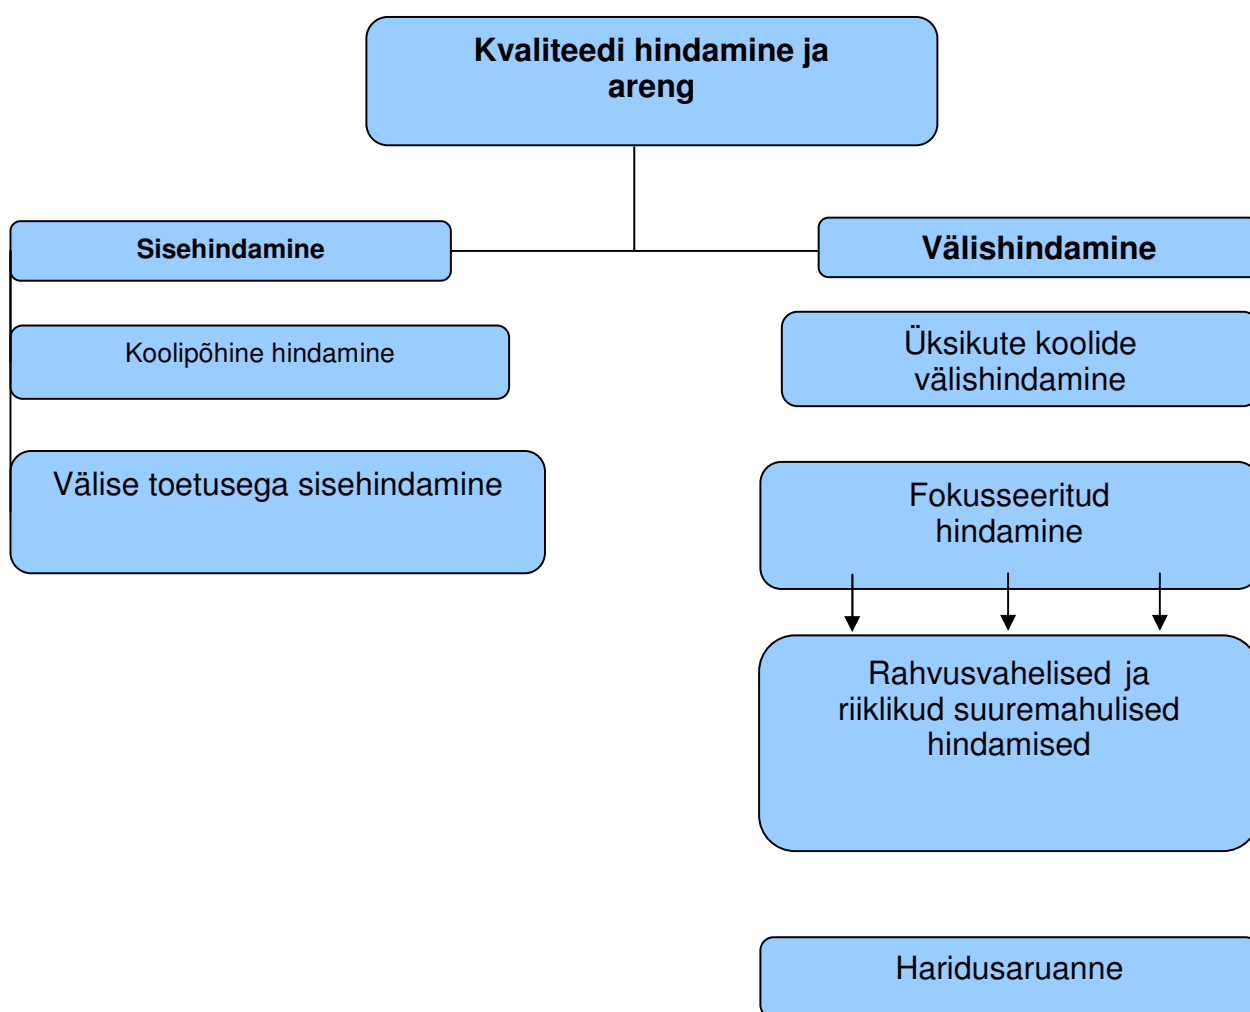 Kvaliteedi hindamine ja
areng
Sisehindamine
Välishindamine
Koolipõhine hindamine
Üksikute koolide
välishindamine
Välise toetusega sisehindamine
Fokusseeritud
hindamine
Rahvusvahelised ja
riiklikud suuremahulised
hindamised
Haridusaruanne